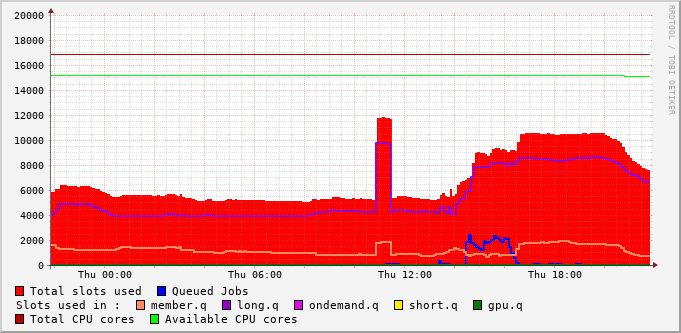 RRDTOOL / TOBI OETIKER
20000
18000
16000
14000
12000
10000
8000
6000
4000
2000
0
Thu 00:00 Thu 06:00 Thu 12:00 Thu 18:00
Total slots used Queued Jobs
Slots used in : member.q long.q ondemand.q short.q gpu.q
Total CPU cores Available CPU cores